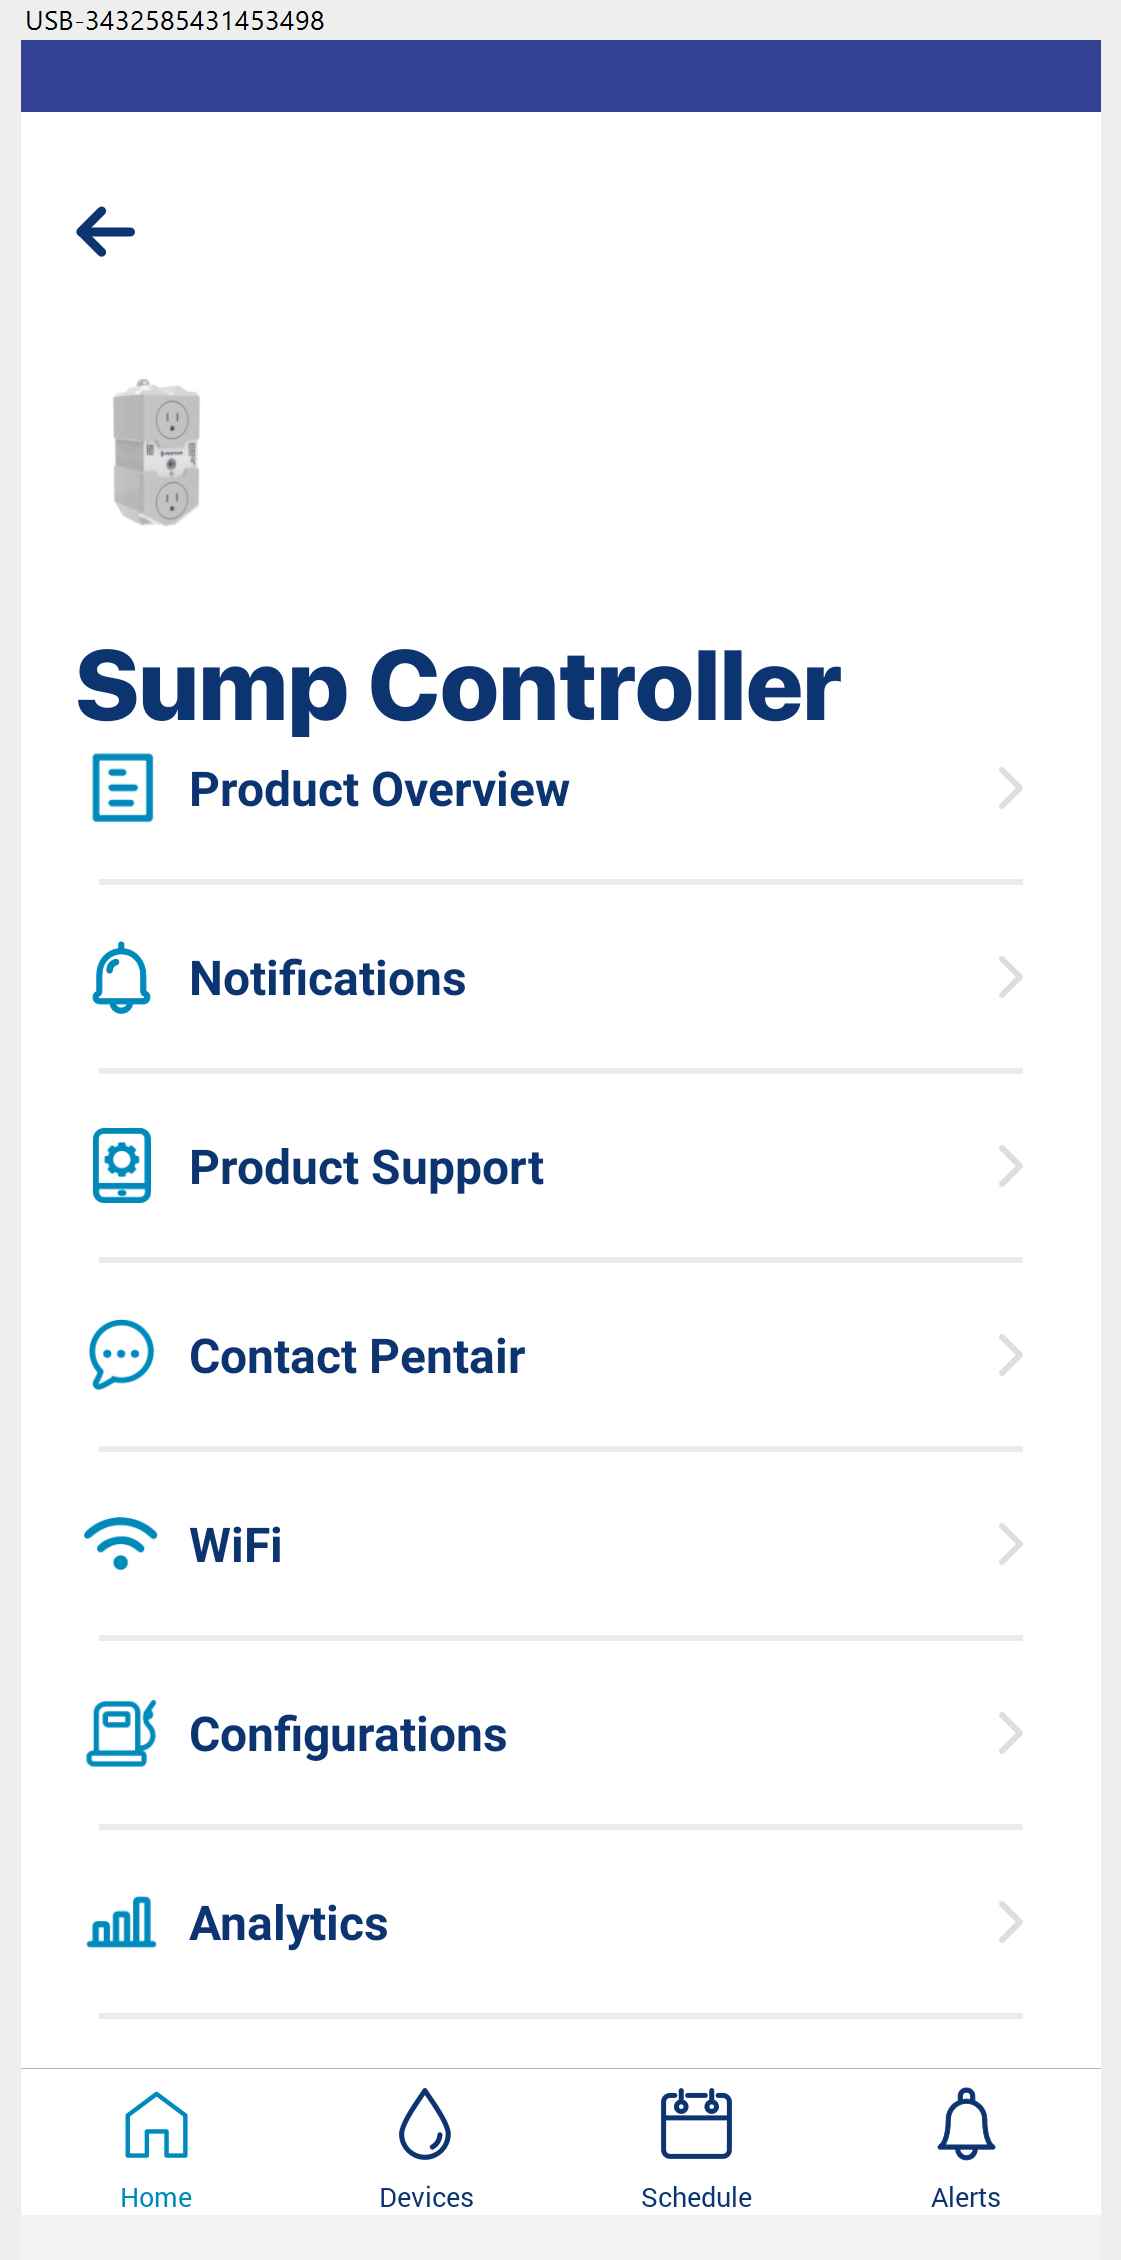 USB-3432585431453498
Sump Controller
Product Overview
Notifications
Product Support
Contact Pentair
WiFi
Configurations
Analytics
Home
Devices
Schedule
Alerts